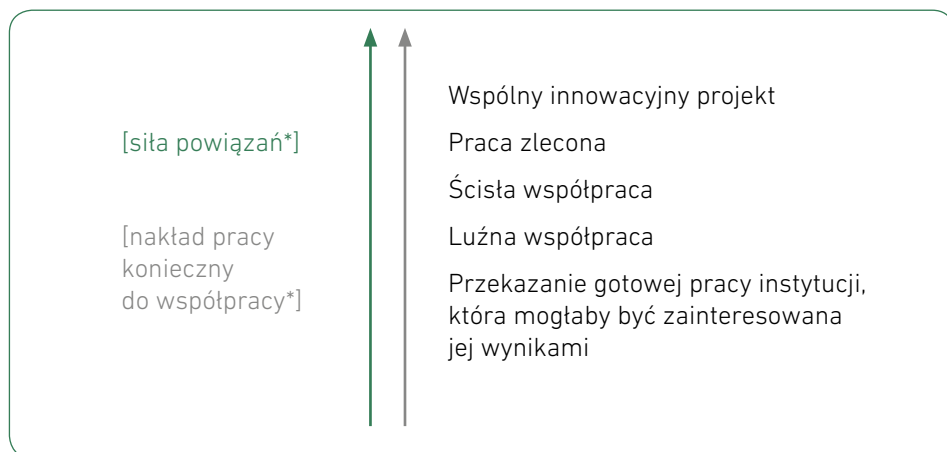 [siła powiązań*]
[nakład pracy
konieczny
do współpracy*]
Wspólny innowacyjny projekt
Praca zlecona
Ścisła współpraca
Luźna współpraca
Przekazanie gotowej pracy instytucji,
która mogłaby być zainteresowana
jej wynikami